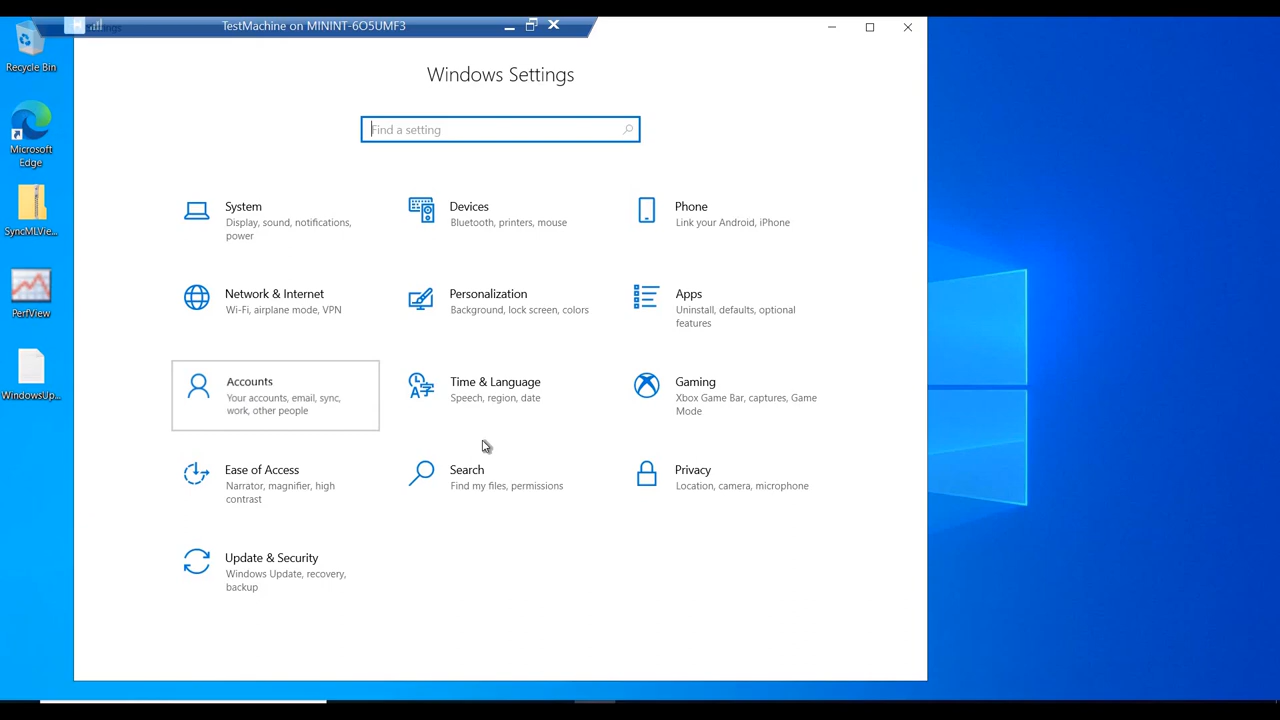 TestMachine on MININT-6O5UMF3
Recycle Bin
Microsoft
Edge
SyncMLVie...
PerfView
WindowsUp...
Windows Settings
Find a setting
System
Display, sound, notifications,
power
Devices
Bluetooth, printers, mouse
Phone
Link your Android, iPhone
Network & Internet
Wi-Fi, airplane mode, VPN
Personalization
Background, lock screen, colors
Apps
Uninstall, defaults, optional
features
Accounts
Your accounts, email, sync,
work, other people
Time & Language
Speech, region, date
Gaming
Xbox Game Bar, captures, Game
Mode
Ease of Access
Narrator, magnifier, high
contrast
Search
Find my files, permissions
Privacy
Location, camera, microphone
Update & Security
Windows Update, recovery,
backup